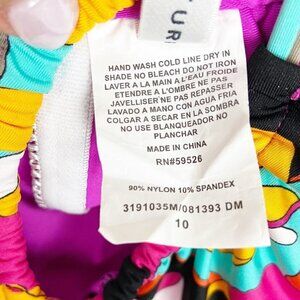 TUR
HAND WASH COLD LINE DRY IN
SHADE NO BLEACH DO NOT IRON
LAVER A LA MAIN A L'EAU FROIDE
ETENDRE A L'OMBRE NE PAS
JAVELLISER NE PAS REPASSER
LAVADO A MANO CON AGUA FRIA
COLGAR A SECAR EN LA SOMBRA
NO USE BLANQUEADOR NO
PLANCHAR
MADE IN CHINA
RN#59526
90% NYLON 10% SPANDEX
3191035M/081393 DM
10